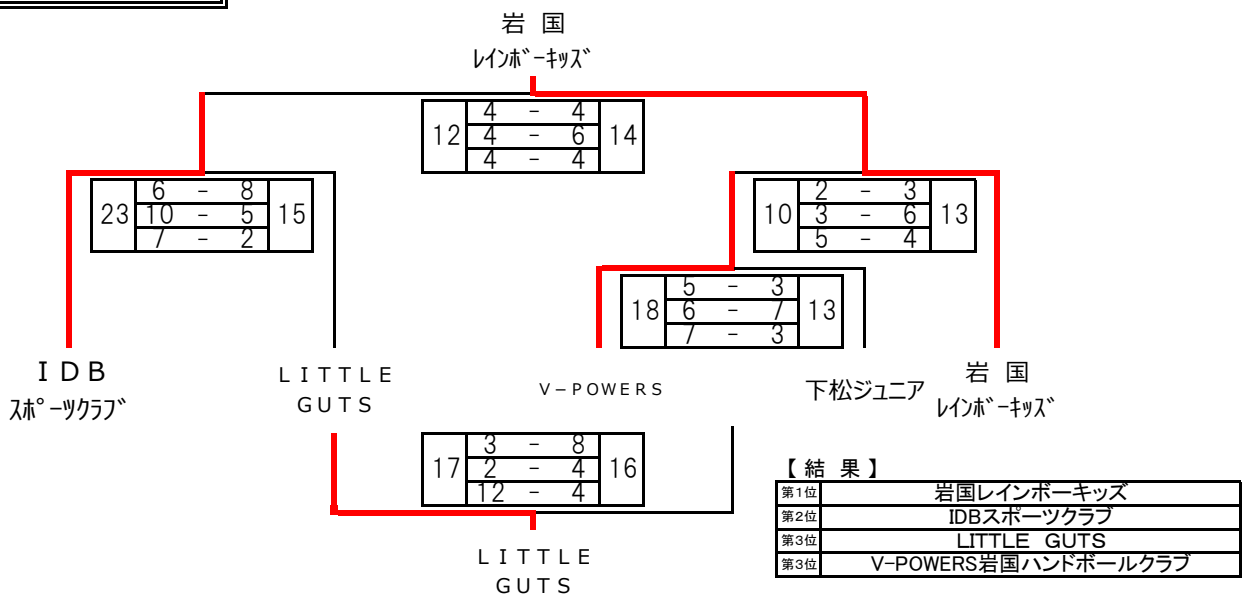 岩 国
ﾚｲﾝﾎﾞｰｷｯｽﾞ
12 4 - 4 14
4 - 6
4 - 4
23 6 - 8 15
10 - 5
7 - 2
10 2 - 3 13
3 - 6
5 - 4
18 5 - 3 13
6 - 7
7 - 3
ＩＤＢ
ｽﾎﾟｰﾂｸﾗﾌﾞ
ＬＩＴＴＬＥ
ＧＵＴＳ
Ｖ－ＰＯＷＥＲＳ
下松ジュニア
岩 国
ﾚｲﾝﾎﾞｰｷｯｽﾞ
17 3 - 8 16
2 - 4
12 - 4
ＬＩＴＴＬＥ
ＧＵＴＳ
【 結 果 】
第1位 岩国レインボーキッズ
第2位 IDBスポーツクラブ
第3位 LITTLE GUTS
第3位 V-POWERS岩国ハンドボールクラブ